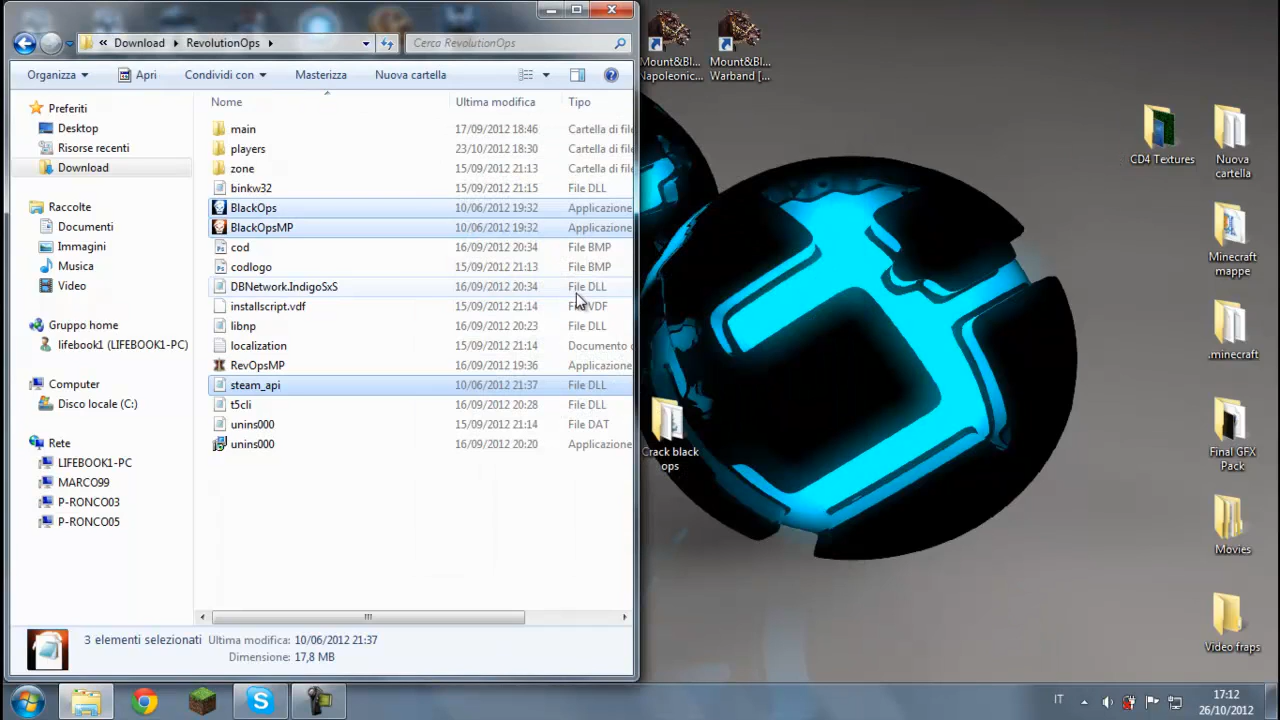 « Download ▸ RevolutionOps ▸
Cerca RevolutionOps
Organizza Apri Condividi con Masterizza Nuova cartella
Preferiti
Desktop
Risorse recenti
Download
Raccolte
Documenti
Immagini
Musica
Video
Gruppo home
lifebook1 (LIFEBOOK1-PC)
Computer
Disco locale (C:)
Rete
LIFEBOOK1-PC
MARCO99
P-RONCO03
P-RONCO05
Nome Ultima modifica Tipo
main 17/09/2012 18:46 Cartella di file
players 23/10/2012 18:30 Cartella di file
zone 15/09/2012 21:13 Cartella di file
binkw32 15/09/2012 21:15 File DLL
BlackOps 10/06/2012 19:32 Applicazione
BlackOpsMP 10/06/2012 19:32 Applicazione
cod 16/09/2012 20:34 File BMP
codlogo 15/09/2012 21:13 File BMP
DBNetwork.IndigoSxS 16/09/2012 20:34 File DLL
installscript.vdf 15/09/2012 21:14 VDF
libnp 16/09/2012 20:23 File DLL
localization 15/09/2012 21:14 Documento
RevOpsMP 16/09/2012 19:36 Applicazione
steam_api 10/06/2012 21:37 File DLL
t5cli 16/09/2012 20:28 File DLL
unins000 15/09/2012 21:14 File DAT
unins000 16/09/2012 20:20 Applicazione
3 elementi selezionati Ultima modifica: 10/06/2012 21:37
Dimensione: 17,8 MB
Mount&Bl...
Napoleonic...
Mount&Bl...
Warband [...
CD4 Textures
Nuova
cartella
Minecraft
mappe
.minecraft
Crack black
ops
Final GFX
Pack
Movies
Video fraps
IT
17:12
26/10/2012